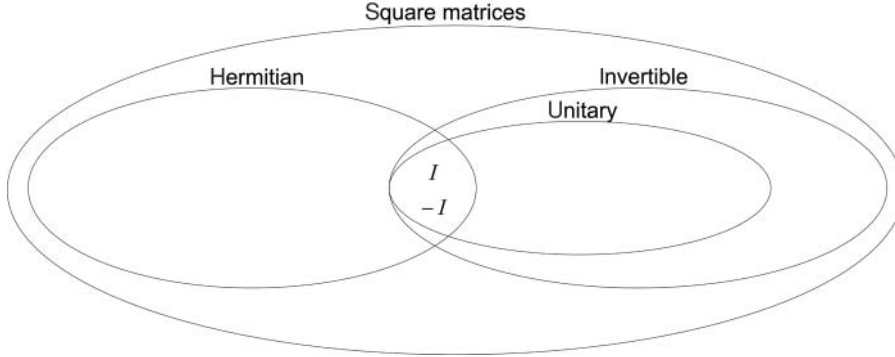 Square matrices
Hermitian
Invertible
Unitary
I
– I